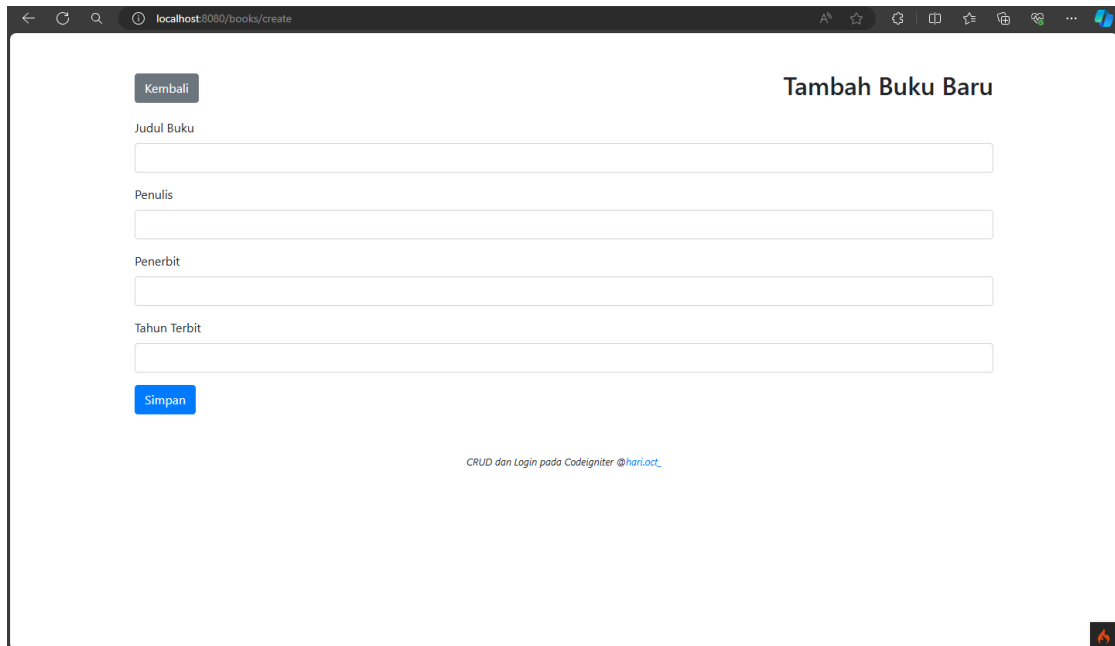 localhost:8080/books/create
Kembali
Tambah Buku Baru
Judul Buku
Penulis
Penerbit
Tahun Terbit
Simpan
CRUD dan Login pada Codeigniter @hari.oct_